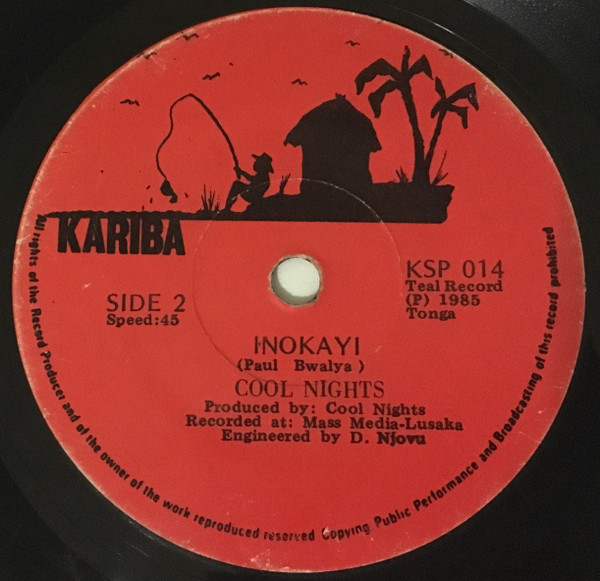 KARIBA
SIDE 2
Speed:45
KSP 014
Teal Record
(P) 1985
Tonga
INOKAYI
(Paul Bwalya)
COOL NIGHTS
Produced by: Cool Nights
Recorded at: Mass Media-Lusaka
Engineered by D. Njovu
All rights of the Record Producer and of the owner of the work reproduced reserved Copying Public Performance and Broadcasting of this record prohibited